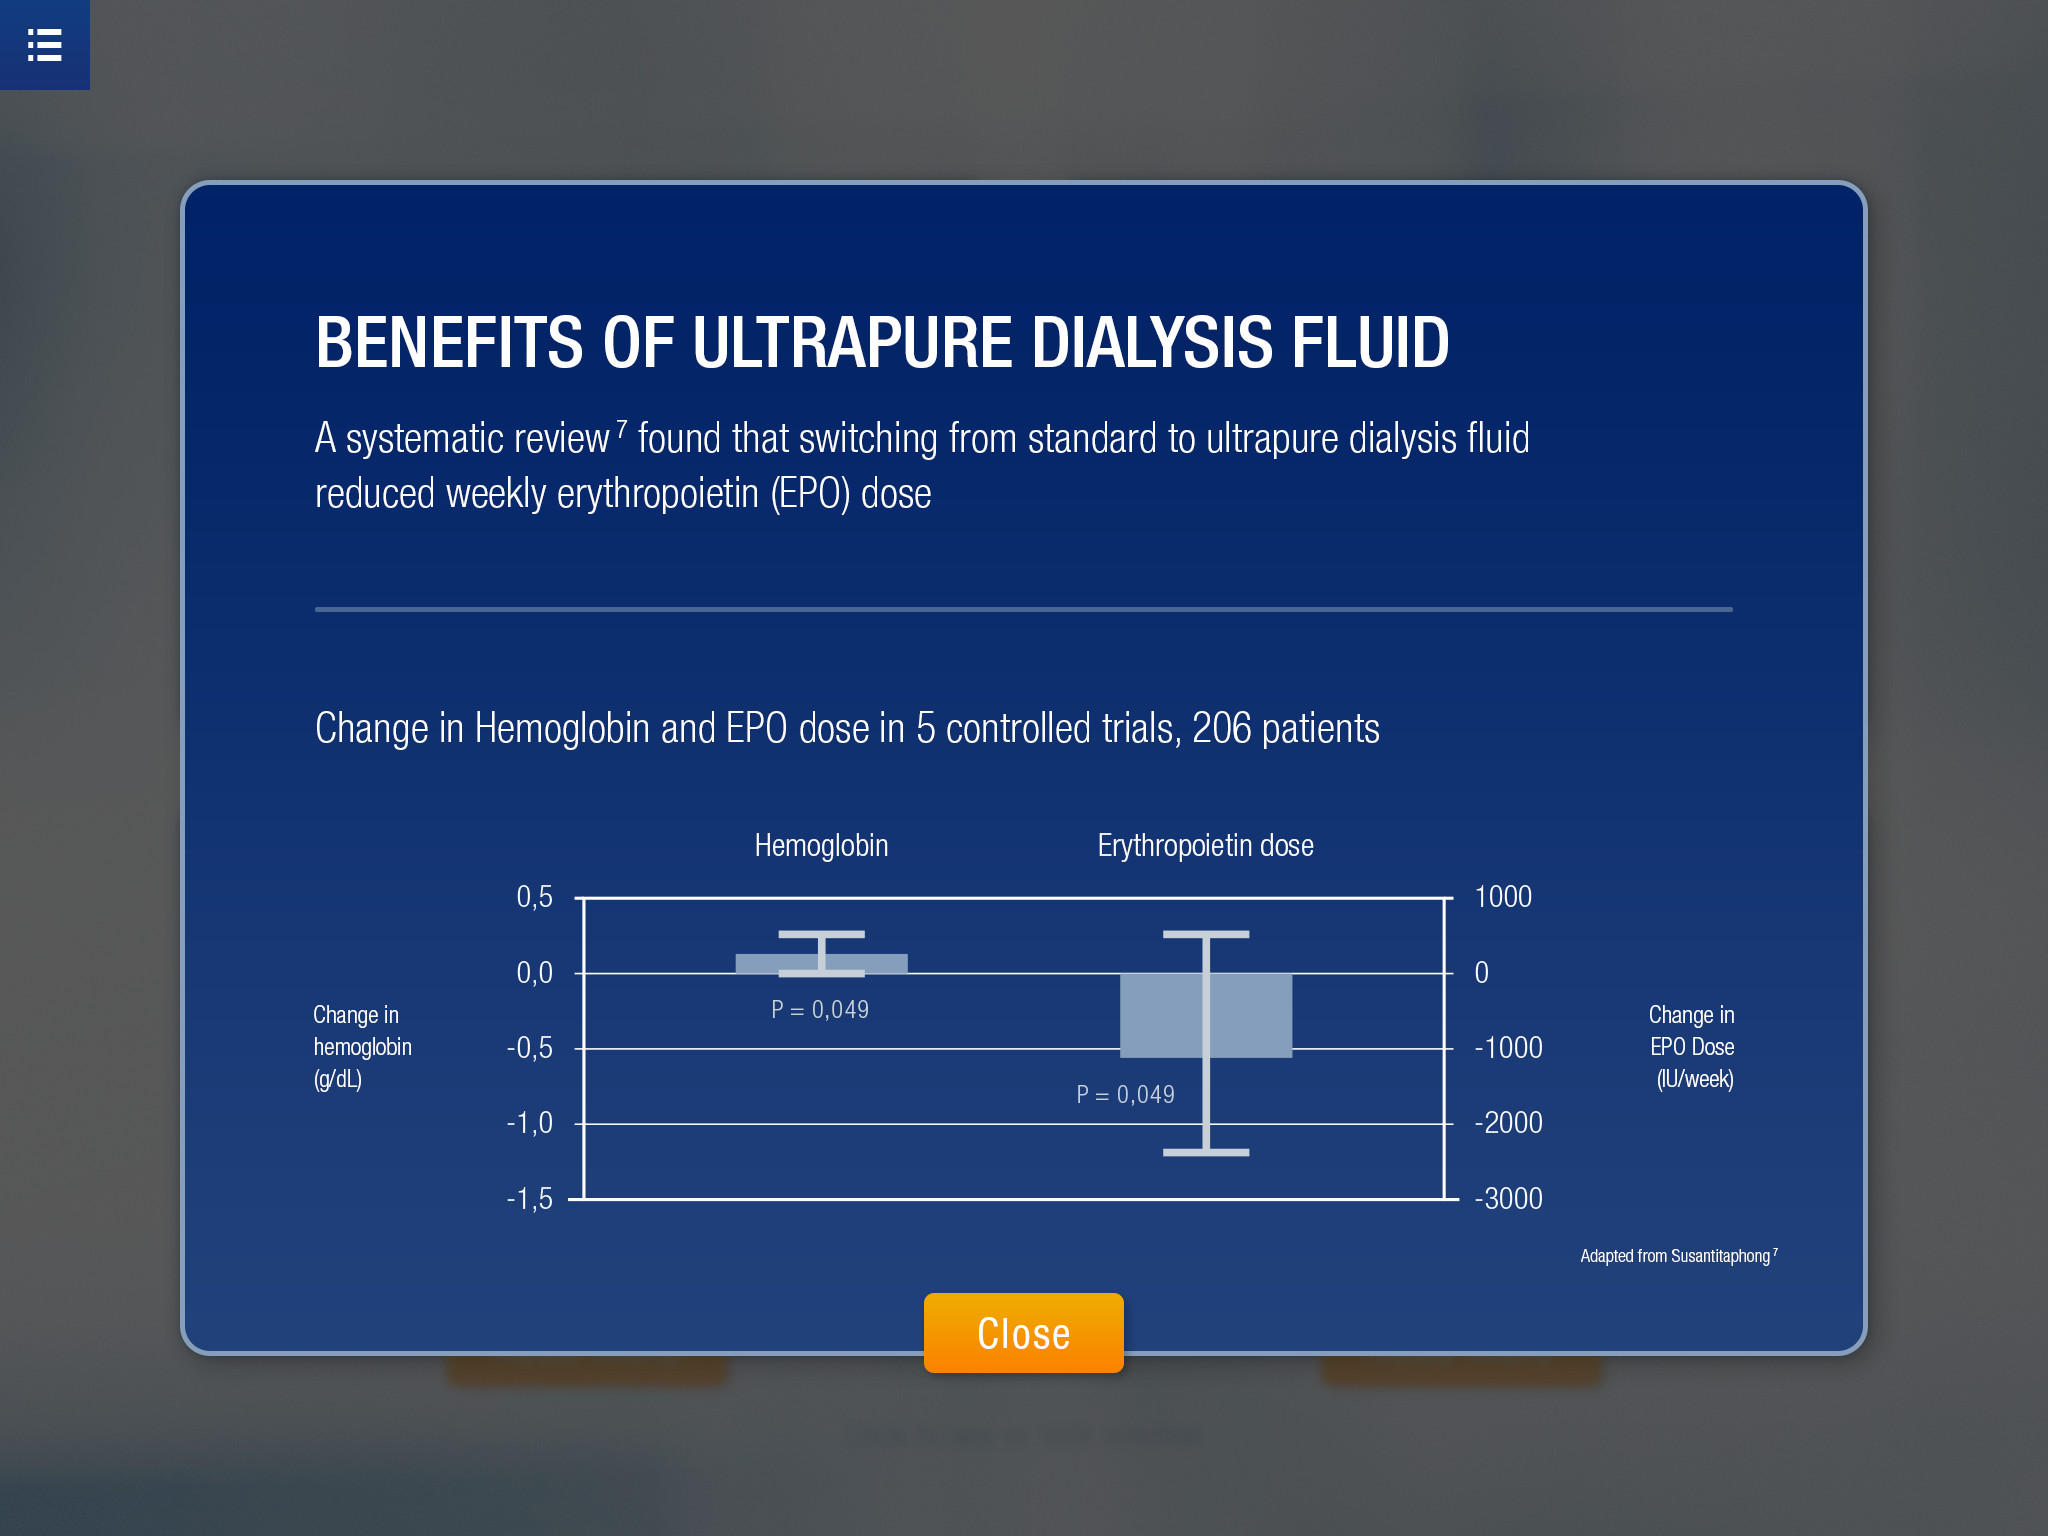 BENEFITS OF ULTRAPURE DIALYSIS FLUID
A systematic review ⁷ found that switching from standard to ultrapure dialysis fluid
reduced weekly erythropoietin (EPO) dose
Change in Hemoglobin and EPO dose in 5 controlled trials, 206 patients
Hemoglobin
Erythropoietin dose
0,5
0,0
-0,5
-1,0
-1,5
Change in
hemoglobin
(g/dL)
P = 0,049
P = 0,049
1000
0
-1000
-2000
-3000
Change in
EPO Dose
(IU/week)
Adapted from Susantitaphong ⁷
Close